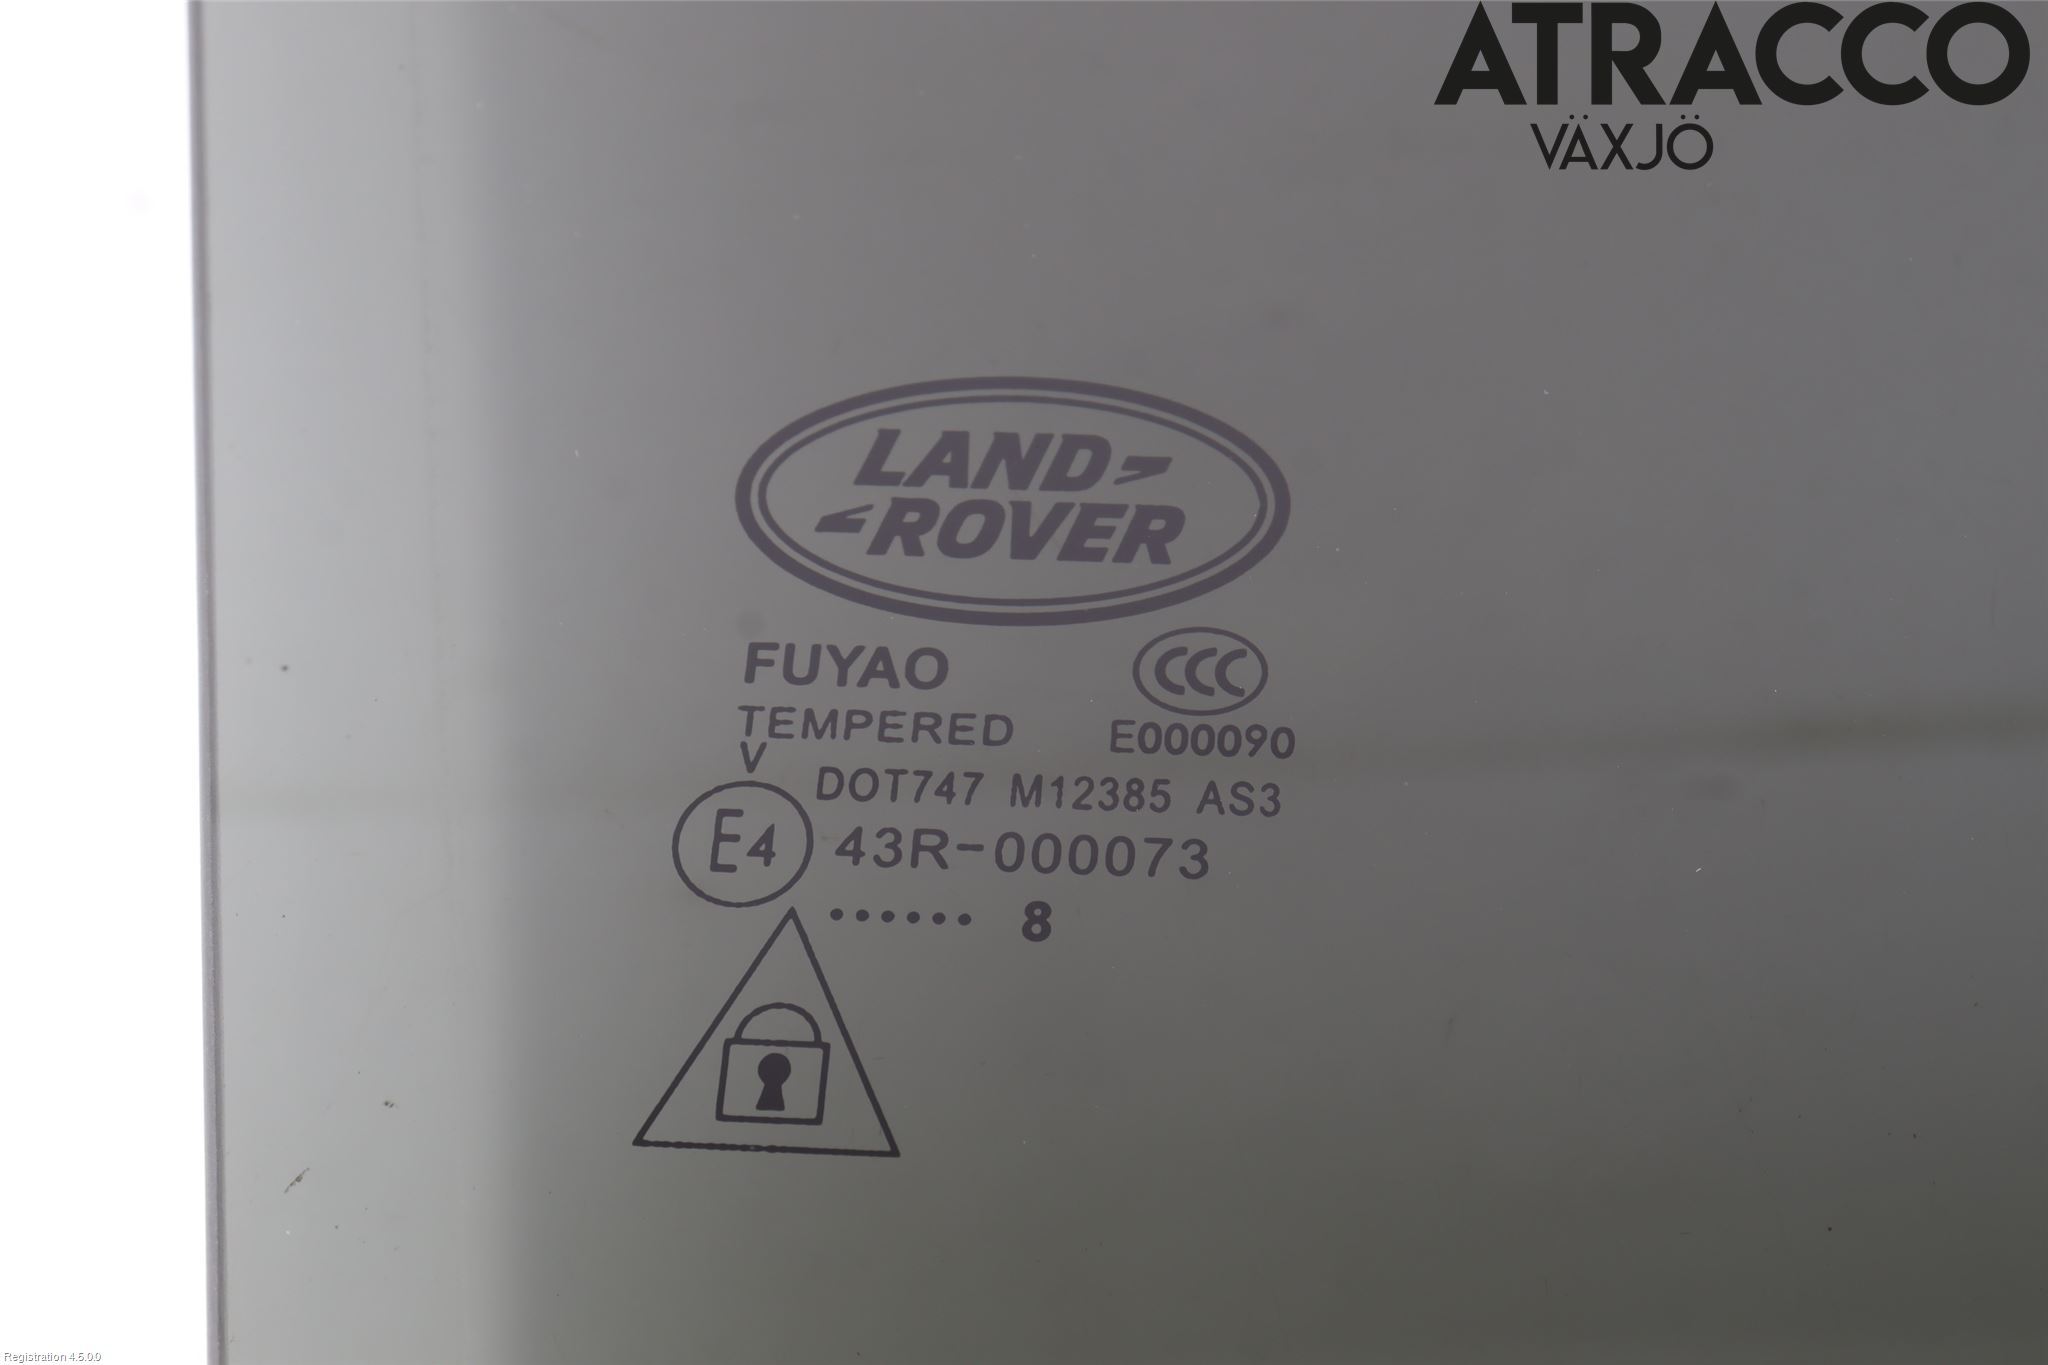 ATRACCO
VÄXJÖ
LAND
ROVER
FUYAO
CCC
TEMPERED
E000090
V
DOT747 M12385 AS3
E4
43R-000073
...... 8
Registration 4.5.0.0